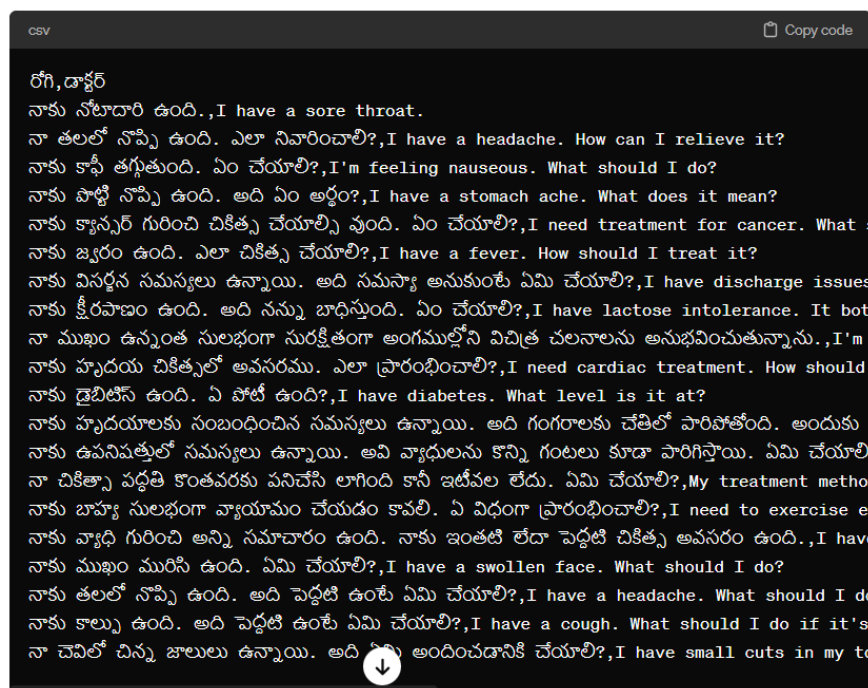 csv
Copy code
రోగి,డాక్టర్
నాకు నోటాదారి ఉంది.,I have a sore throat.
నా తలలో నొప్పి ఉంది. ఎలా నివారించాలి?,I have a headache. How can I relieve it?
నాకు కాఫీ తగ్గుతుంది. ఏం చేయాలి?,I'm feeling nauseous. What should I do?
నాకు పొట్టి నొప్పి ఉంది. అది ఏం అర్థం?,I have a stomach ache. What does it mean?
నాకు క్యాన్సర్ గురించి చికిత్స చేయాల్సి వుంది. ఏం చేయాలి?,I need treatment for cancer. What
నాకు జ్వరం ఉంది. ఎలా చికిత్స చేయాలి?,I have a fever. How should I treat it?
నాకు విసర్జన సమస్యలు ఉన్నాయి. అది సమస్యా అనుకుంటే ఏమి చేయాలి?,I have discharge issues
నాకు క్షీరపాణం ఉంది. అది నన్ను బాధిస్తుంది. ఏం చేయాలి?,I have lactose intolerance. It bot
నా ముఖం ఉన్నంత సులభంగా సురక్షితంగా అంగముల్లోని విచిత్ర చలనాలను అనుభవించుతున్నాను.,I'm
నాకు హృదయ చికిత్సలో అవసరము. ఎలా ప్రారంభించాలి?,I need cardiac treatment. How should
నాకు డైబిటిస్ ఉంది. ఏ పోటీ ఉంది?,I have diabetes. What level is it at?
నాకు హృదయాలకు సంబంధించిన సమస్యలు ఉన్నాయి. అది గంగరాలకు చేతిలో పారిపోతోంది. అందుకు
నాకు ఉపనిషత్తులో సమస్యలు ఉన్నాయి. అవి వ్యాధులను కొన్ని గంటలు కూడా పారిగిస్తాయి. ఏమి చేయాలి
నా చికిత్సా పద్ధతి కొంతవరకు పనిచేసి లాగింది కానీ ఇటీవల లేదు. ఏమి చేయాలి?,My treatment metho
నాకు బాహ్య సులభంగా వ్యాయామం చేయడం కావలి. ఏ విధంగా ప్రారంభించాలి?,I need to exercise e
నాకు వ్యాధి గురించి అన్ని సమాచారం ఉంది. నాకు ఇంతటి లేదా పెద్దటి చికిత్స అవసరం ఉంది.,I have
నాకు ముఖం మురిసి ఉంది. ఏమి చేయాలి?,I have a swollen face. What should I do?
నాకు తలలో నొప్పి ఉంది. అది పెద్దటి ఉంటే ఏమి చేయాలి?,I have a headache. What should I do
నాకు కాల్పు ఉంది. అది పెద్దటి ఉంటే ఏమి చేయాలి?,I have a cough. What should I do if it's
నా చెవిలో చిన్న జాలులు ఉన్నాయి. అది ఏమి అందించడానికి చేయాలి?,I have small cuts in my to